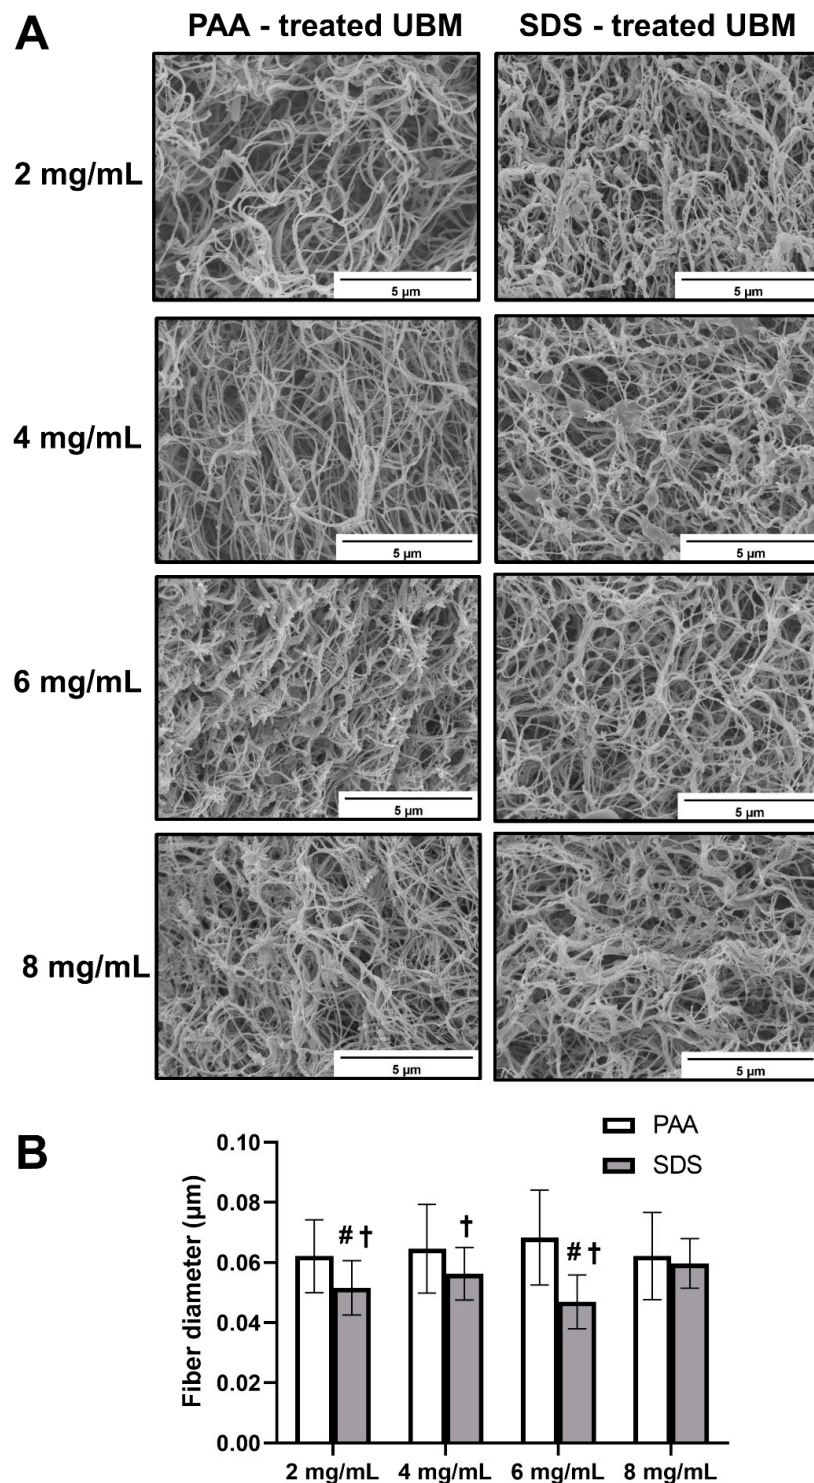 A
PAA - treated UBM
SDS - treated UBM
2 mg/mL
5 µm
5 µm
4 mg/mL
5 µm
5 µm
6 mg/mL
5 µm
5 µm
8 mg/mL
5 µm
5 µm
B
PAA
SDS
Fiber diameter (µm)
0.10
0.08
0.06
0.04
0.02
0.00
# †
†
# †
2 mg/mL 4 mg/mL 6 mg/mL 8 mg/mL